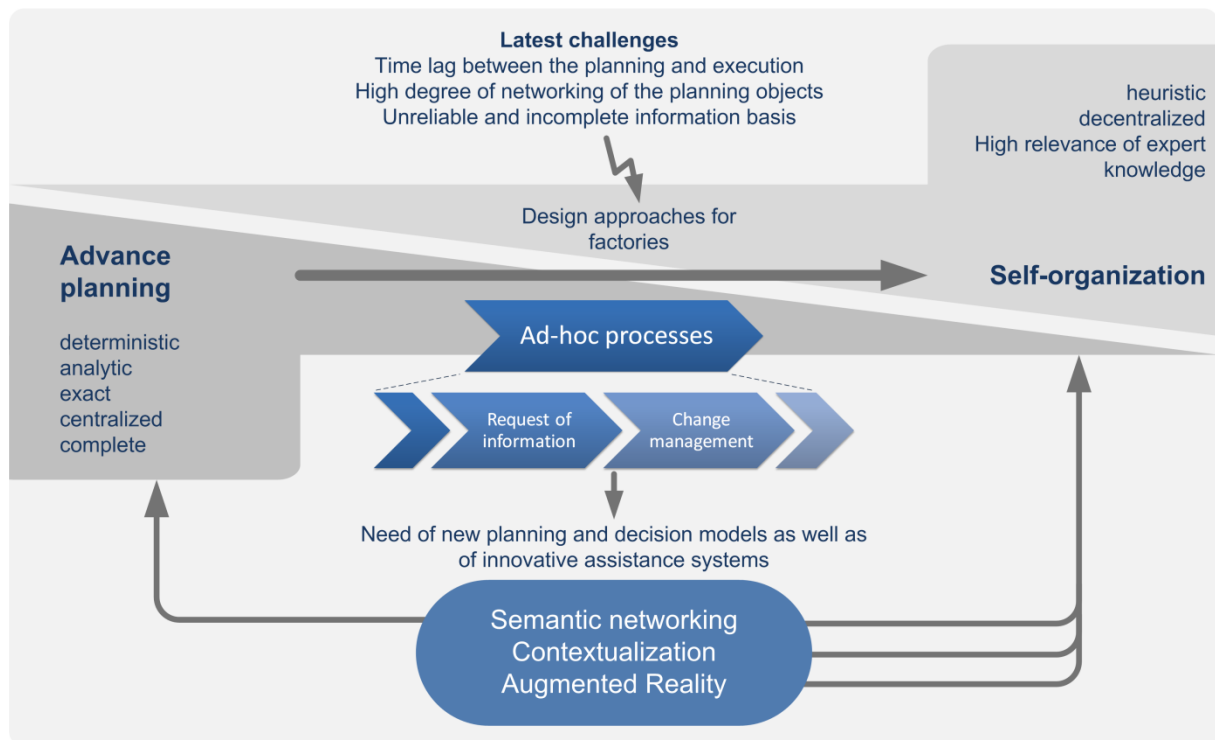 Latest challenges
Time lag between the planning and execution
High degree of networking of the planning objects
Unreliable and incomplete information basis
heuristic
decentralized
High relevance of expert
knowledge
Design approaches for
factories
Advance
planning
Self-organization
deterministic
analytic
exact
centralized
complete
Ad-hoc processes
Request of
information
Change
management
Need of new planning and decision models as well as
of innovative assistance systems
Semantic networking
Contextualization
Augmented Reality